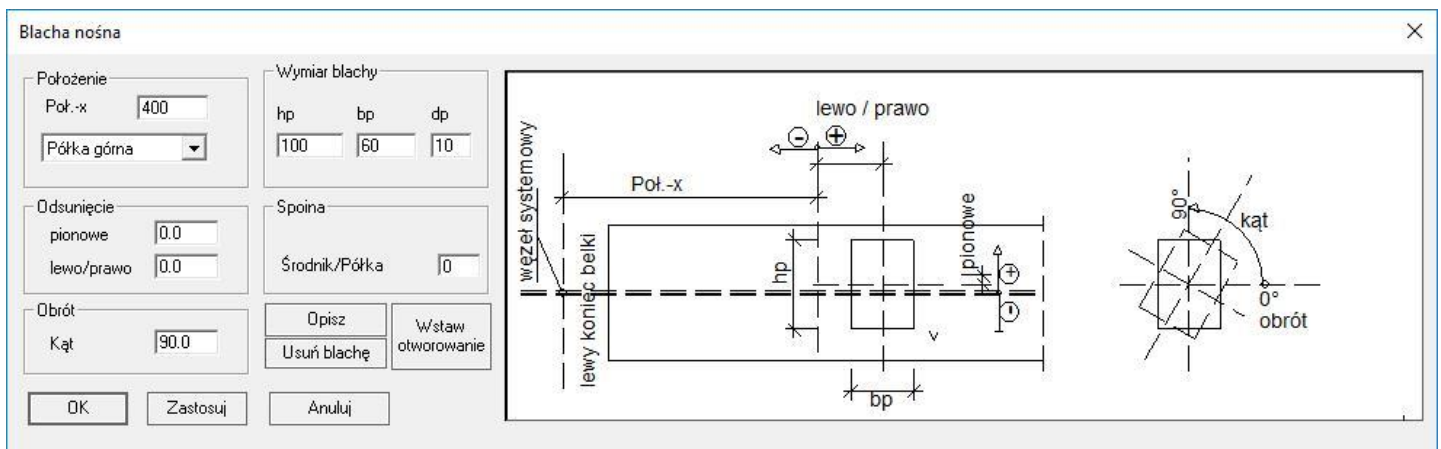 Blacha nośna
Położenie
Poł.-x 400
Półka górna
Wymiar blachy
hp bp dp
100 60 10
Odsunięcie
pionowe 0.0
lewo/prawo 0.0
Spoina
Środnik/Półka 0
Obrót
Kąt 90.0
Opisz
Usuń blachę
Wstaw
otworowanie
OK Zastosuj Anuluj
lewo / prawo
Poł.-x
węzeł systemowy
lewy koniec belki
hp
bp
pionowe
90°
kąt
0°
obrót